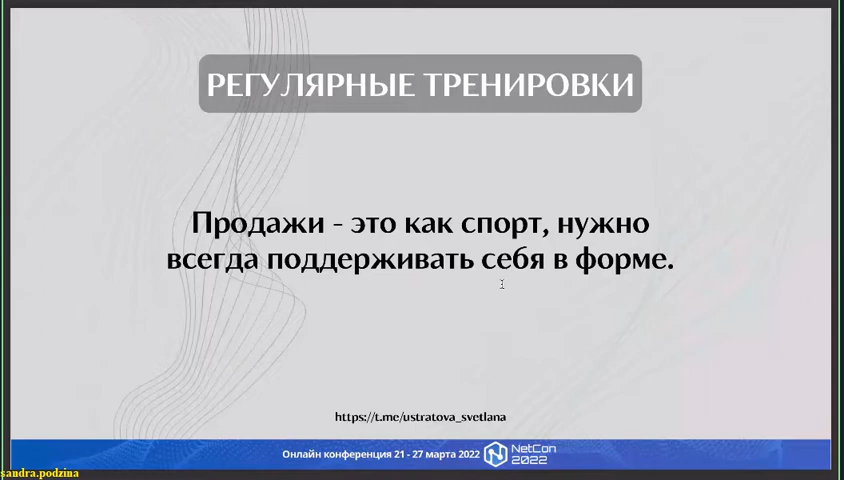 РЕГУЛЯРНЫЕ ТРЕНИРОВКИ
Продажи - это как спорт, нужно
всегда поддерживать себя в форме.
https://t.me/ustratova_svetlana
Онлайн конференция 21 - 27 марта 2022
NetCon
2022
sandra.podzina